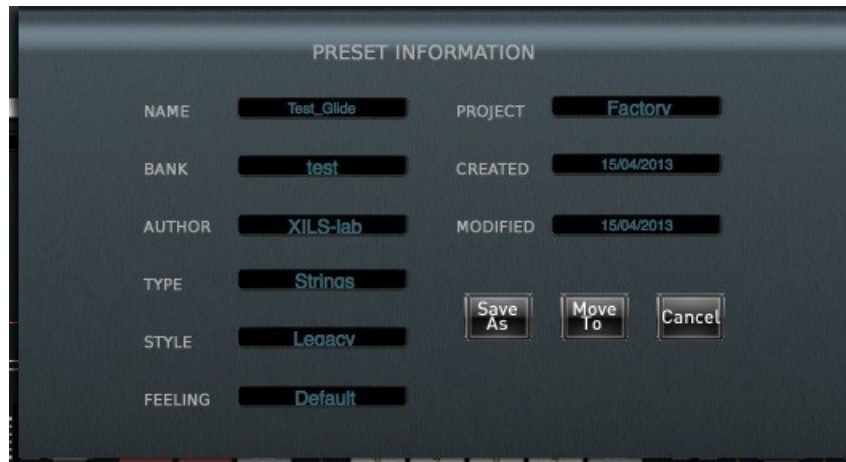 PRESET INFORMATION
NAME Test_Glide
PROJECT Factory
BANK test
CREATED 15/04/2013
AUTHOR XILS-lab
MODIFIED 15/04/2013
TYPE Strings
Save As
Move To
Cancel
STYLE Legacy
FEELING Default